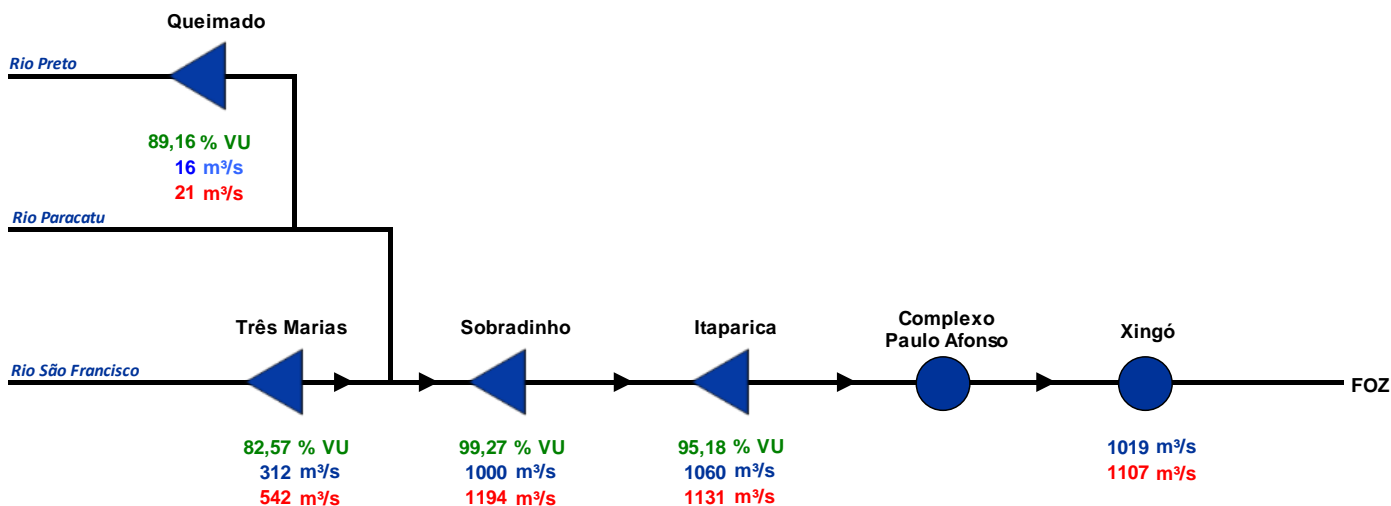 Queimado
Rio Preto
89,16 % VU
16 m³/s
21 m³/s
Rio Paracatu
Três Marias
Sobradinho
Itaparica
Complexo
Paulo Afonso
Xingó
Rio São Francisco
FOZ
82,57 % VU
312 m³/s
542 m³/s
99,27 % VU
1000 m³/s
1194 m³/s
95,18 % VU
1060 m³/s
1131 m³/s
1019 m³/s
1107 m³/s